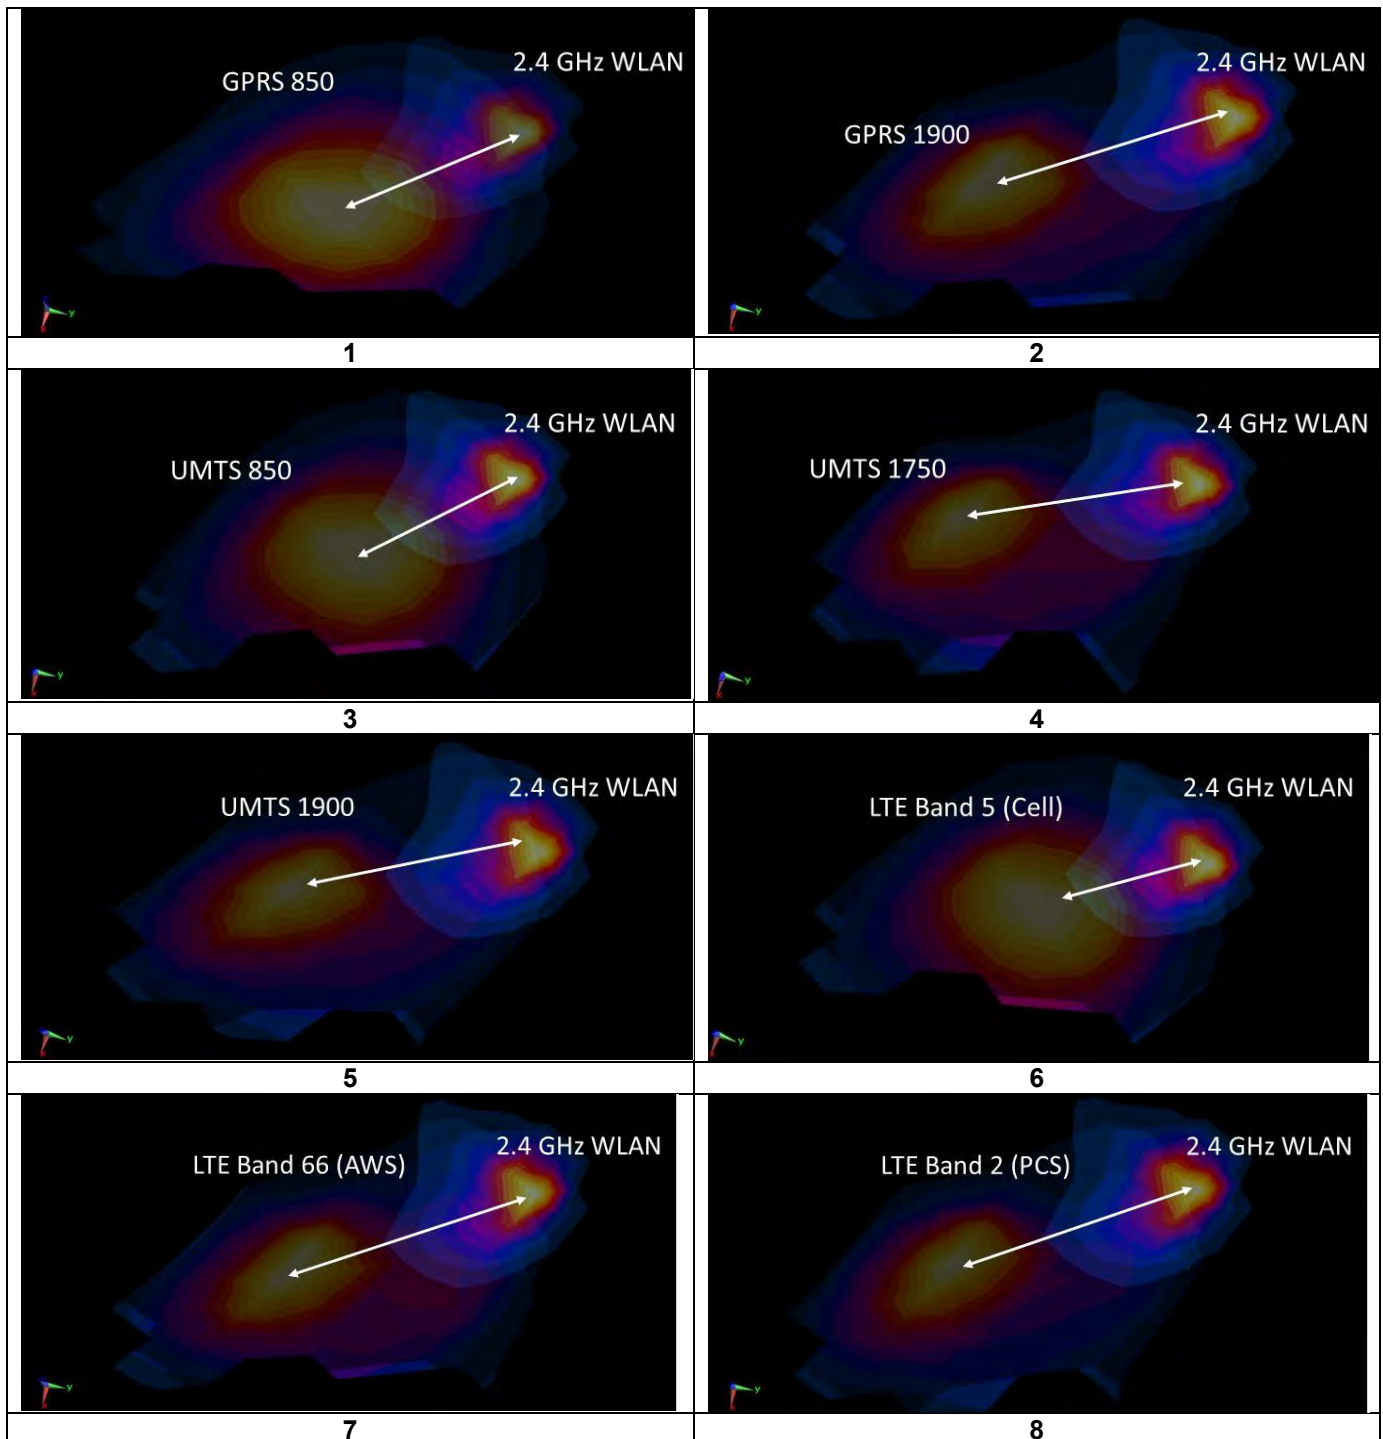 GPRS 850
2.4 GHz WLAN
y
1
GPRS 1900
2.4 GHz WLAN
y
2
UMTS 850
2.4 GHz WLAN
y
3
UMTS 1750
2.4 GHz WLAN
y
4
UMTS 1900
2.4 GHz WLAN
y
5
LTE Band 5 (Cell)
2.4 GHz WLAN
y
6
LTE Band 66 (AWS)
2.4 GHz WLAN
y
7
LTE Band 2 (PCS)
2.4 GHz WLAN
y
8